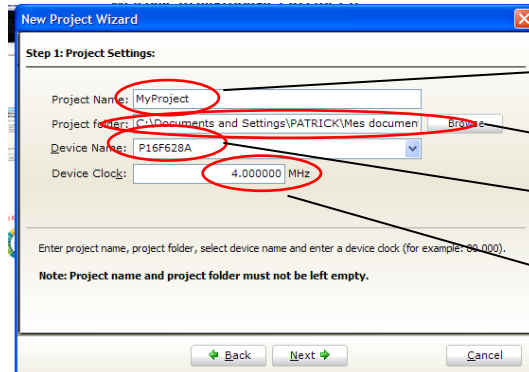 New Project Wizard
Step 1: Project Settings:
Project Name: MyProject
Project folder: C:\Documents and Settings\PATRICK\Mes document Browse
Device Name: P16F628A
Device Clock: 4.000000 MHz
Enter project name, project folder, select device name and enter a device clock (for example: 80.000).
Note: Project name and project folder must not be left empty.
Back Next Cancel